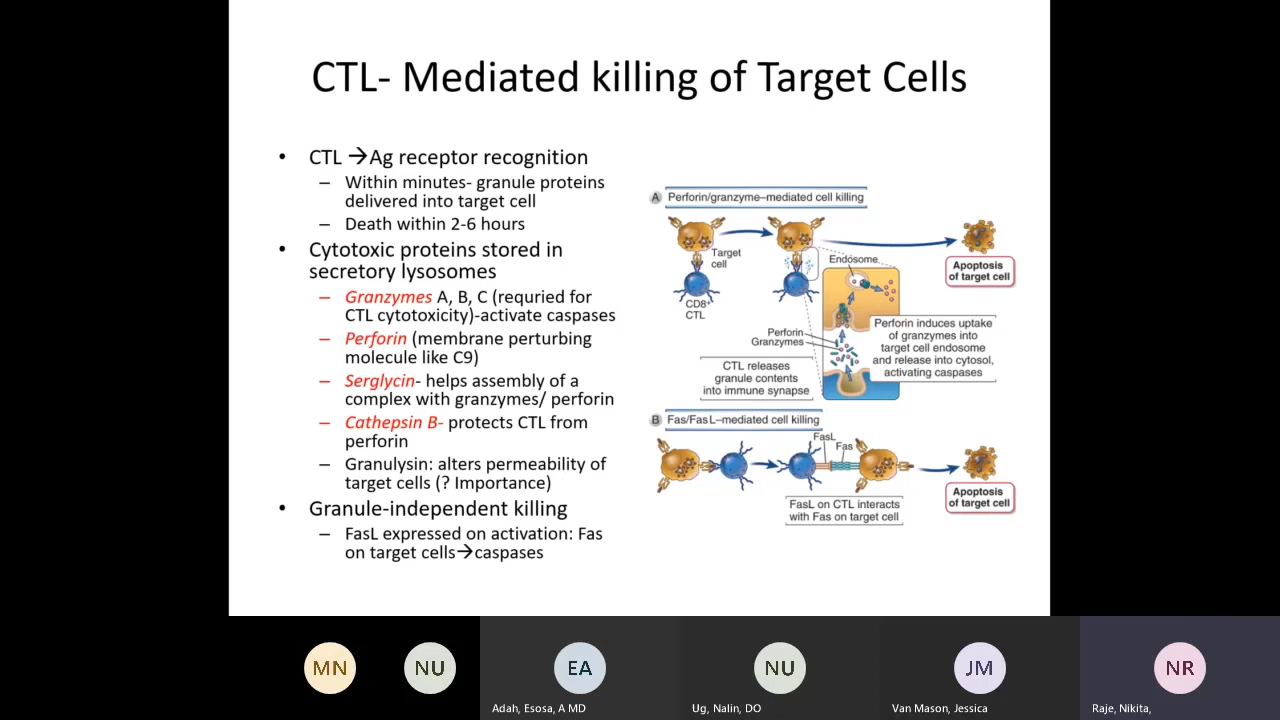 CTL- Mediated killing of Target Cells
• CTL →Ag receptor recognition
– Within minutes- granule proteins
delivered into target cell
– Death within 2-6 hours
• Cytotoxic proteins stored in
secretory lysosomes
– Granzymes A, B, C (requried for
CTL cytotoxicity)-activate caspases
– Perforin (membrane perturbing
molecule like C9)
– Serglycin- helps assembly of a
complex with granzymes/ perforin
– Cathepsin B- protects CTL from
perforin
– Granulysin: alters permeability of
target cells (? Importance)
• Granule-independent killing
– FasL expressed on activation: Fas
on target cells→caspases
A Perforin/granzyme–mediated cell killing
Target
cell
CD8+
CTL
Endosome
Perforin
Granzymes
CTL releases
granule contents
into immune synapse
Perforin induces uptake
of granzymes into
target cell endosome
and release into cytosol,
activating caspases
Apoptosis
of target cell
B Fas/FasL–mediated cell killing
FasL
Fas
FasL on CTL interacts
with Fas on target cell
Apoptosis
of target cell
MN
NU
EA
NU
JM
NR
Adah, Esosa, A MD
Ug, Nalin, DO
Van Mason, Jessica
Raje, Nikita,